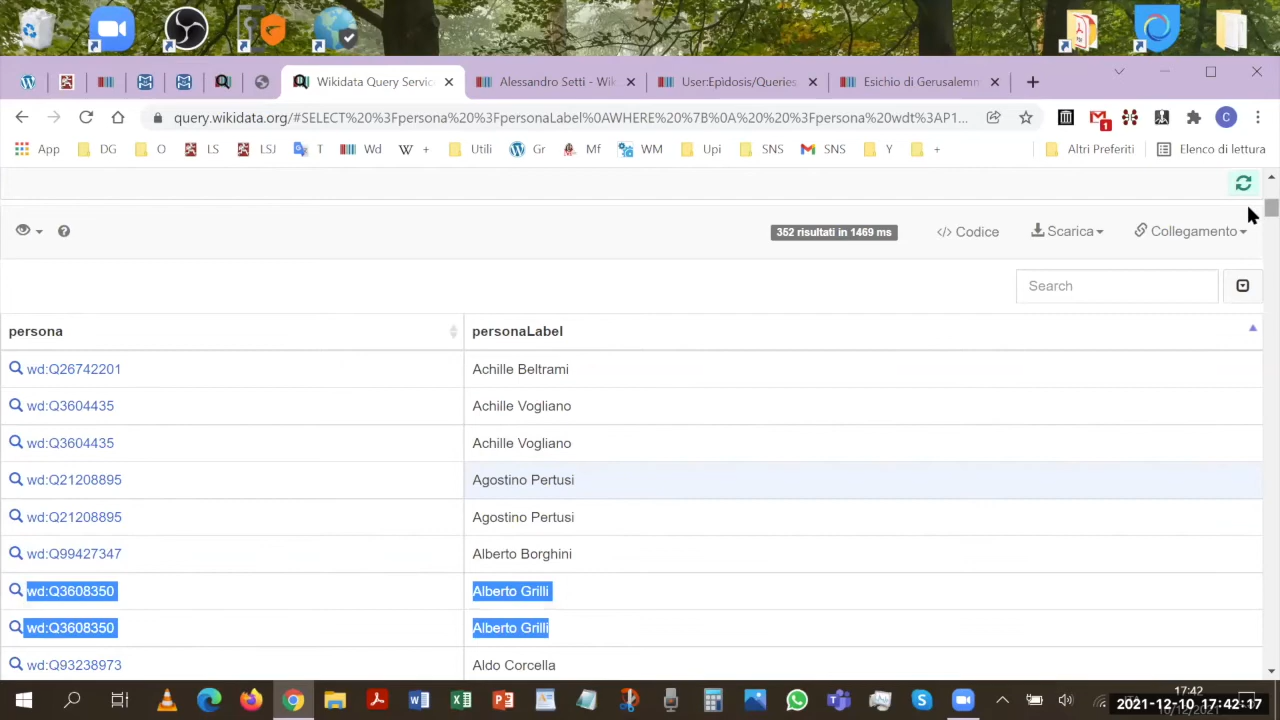 Wikidata Query Servic
Alessandro Setti - Wik
User:Epìdosis/Queries
Esichio di Gerusalemm
query.wikidata.org/#SELECT%20%3Fpersona%20%3FpersonaLabel%0AWHERE%20%7B%0A%20%20%3Fpersona%20wdt%3AP1...
1
C
App
DG
O
LS
LSJ
T
Wd
+
Utili
Gr
Mf
WM
Upi
SNS
SNS
Y
+
Altri Preferiti
Elenco di lettura
352 risultati in 1469 ms
</> Codice
Scarica
Collegamento
Search
persona personaLabel
wd:Q26742201 Achille Beltrami
wd:Q3604435 Achille Vogliano
wd:Q3604435 Achille Vogliano
wd:Q21208895 Agostino Pertusi
wd:Q21208895 Agostino Pertusi
wd:Q99427347 Alberto Borghini
wd:Q3608350 Alberto Grilli
wd:Q3608350 Alberto Grilli
wd:Q93238973 Aldo Corcella
17:42
2021-12-10 17:42:17